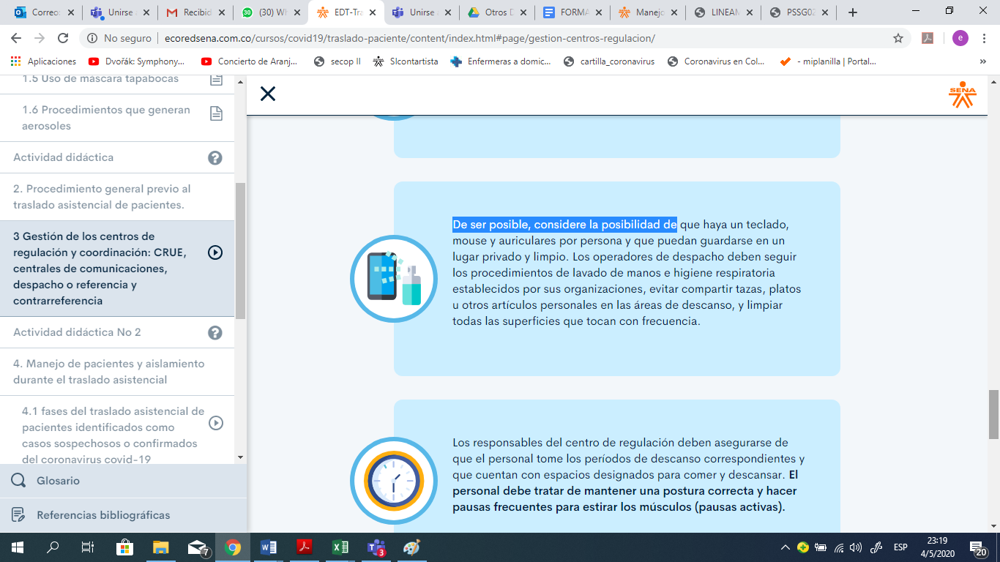 Correo:
Unirse a
Recibid
(30) Wh
EDT-Tra
Unirse a
Otros D
FORMA
Manejo
LINEAM
PSSG02
No seguro | ecoredsena.com.co/cursos/covid19/traslado-paciente/content/index.html#page/gestion-centros-regulacion/
e
Aplicaciones
Dvořák: Symphony...
Concierto de Aranj...
secop II
SIcontartista
Enfermeras a domic...
cartilla_coronavirus
Coronavirus en Col...
- miplanilla | Portal...
»
1.5 Uso de máscara tapabocas
1.6 Procedimientos que generan
aerosoles
Actividad didáctica
2. Procedimiento general previo al
traslado asistencial de pacientes.
3 Gestión de los centros de
regulación y coordinación: CRUE,
centrales de comunicaciones,
despacho o referencia y
contrarreferencia
Actividad didáctica No 2
4. Manejo de pacientes y aislamiento
durante el traslado asistencial
4.1 fases del traslado asistencial de
pacientes identificados como
casos sospechosos o confirmados
del coronavirus covid-19
Glosario
Referencias bibliográficas
SENA
De ser posible, considere la posibilidad de que haya un teclado,
mouse y auriculares por persona y que puedan guardarse en un
lugar privado y limpio. Los operadores de despacho deben seguir
los procedimientos de lavado de manos e higiene respiratoria
establecidos por sus organizaciones, evitar compartir tazas, platos
u otros artículos personales en las áreas de descanso, y limpiar
todas las superficies que tocan con frecuencia.
Los responsables del centro de regulación deben asegurarse de
que el personal tome los períodos de descanso correspondientes y
que cuentan con espacios designados para comer y descansar. El
personal debe tratar de mantener una postura correcta y hacer
pausas frecuentes para estirar los músculos (pausas activas).
7
3
ESP
23:19
4/5/2020
20